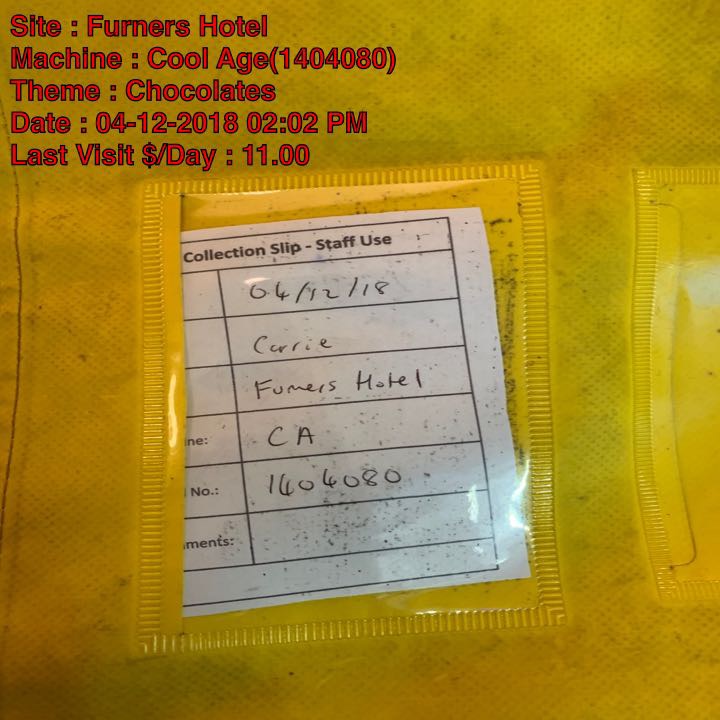 Site : Furners Hotel
Machine : Cool Age(1404080)
Theme : Chocolates
Date : 04-12-2018 02:02 PM
Last Visit $/Day : 11.00
Collection Slip - Staff Use
04/12/18
Carrie
Furners Hotel
ine: CA
No.: 1404080
ments: